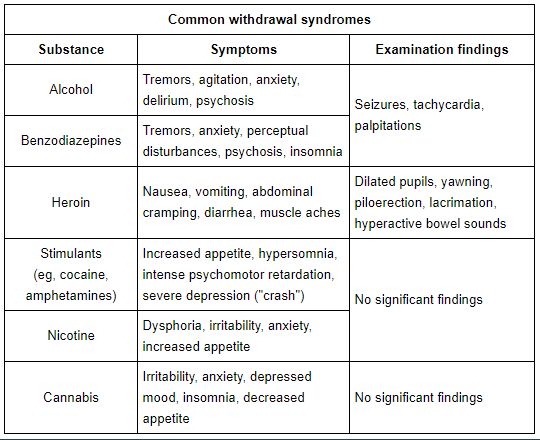 Common withdrawal syndromes
Substance Symptoms Examination findings
Alcohol
Tremors, agitation, anxiety,
delirium, psychosis
Seizures, tachycardia,
palpitations
Benzodiazepines
Tremors, anxiety, perceptual
disturbances, psychosis, insomnia
Heroin
Nausea, vomiting, abdominal
cramping, diarrhea, muscle aches
Dilated pupils, yawning,
piloerection, lacrimation,
hyperactive bowel sounds
Stimulants
(eg, cocaine,
amphetamines)
Increased appetite, hypersomnia,
intense psychomotor retardation,
severe depression ("crash")
No significant findings
Nicotine
Dysphoria, irritability, anxiety,
increased appetite
Cannabis
Irritability, anxiety, depressed
mood, insomnia, decreased
appetite
No significant findings